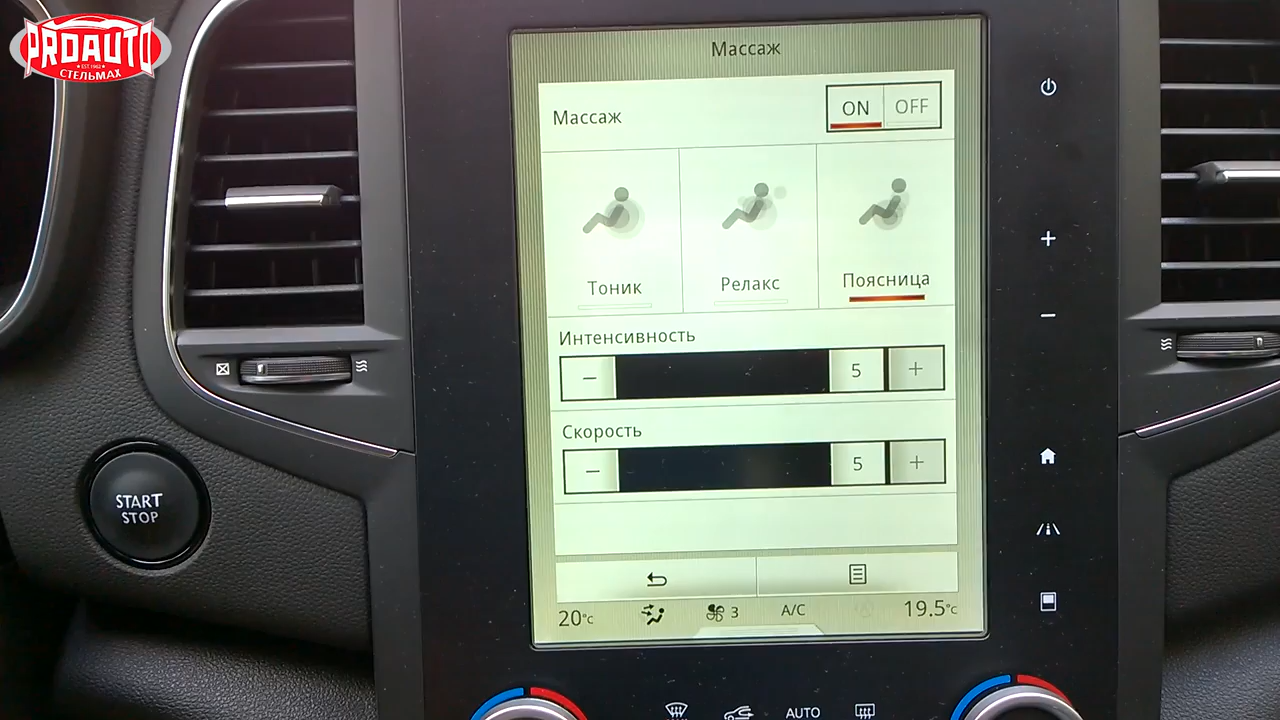 PROAUTO
EST. 1962
СТЕЛЬМАХ
Массаж
Массаж
ON OFF
Тоник Релакс Поясница
Интенсивность
− 5 +
Скорость
− 5 +
20°C 3 A/C 19.5°C
START
STOP
AUTO